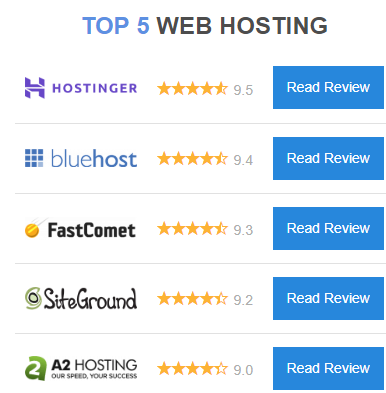 TOP 5 WEB HOSTING
HOSTINGER 9.5 Read Review
bluehost 9.4 Read Review
FastComet 9.3 Read Review
SiteGround 9.2 Read Review
A2 HOSTING
OUR SPEED, YOUR SUCCESS 9.0 Read Review